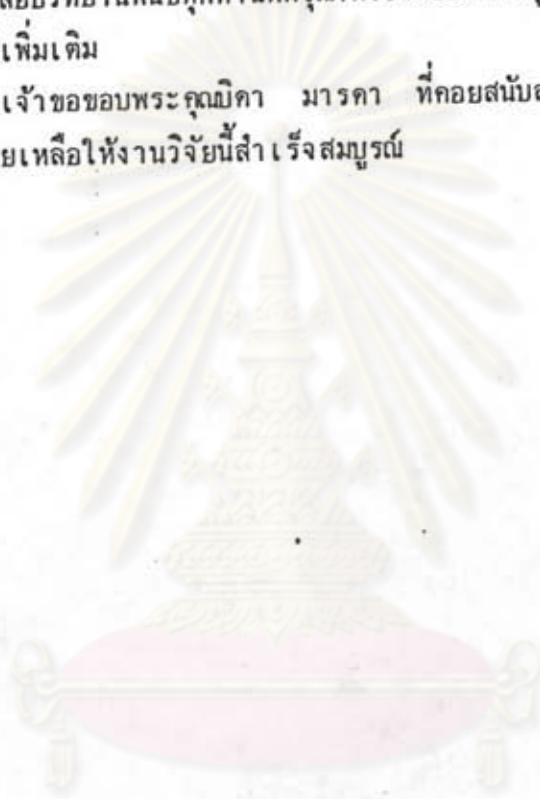 เพิ่มเติม
เจ้าขอขอบพระคุณบิดา มารดา ที่คอยสนับ
ยเหลือให้งานวิจัยนี้สำเร็จสมบูรณ์